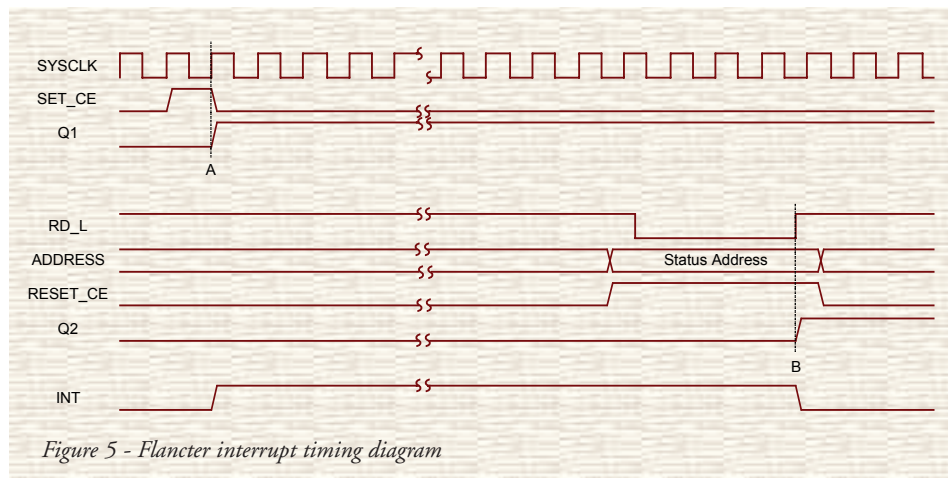 SYSCLK
SET_CE
Q1
A
RD_L
ADDRESS
Status Address
RESET_CE
Q2
B
INT
Figure 5 - Flancter interrupt timing diagram